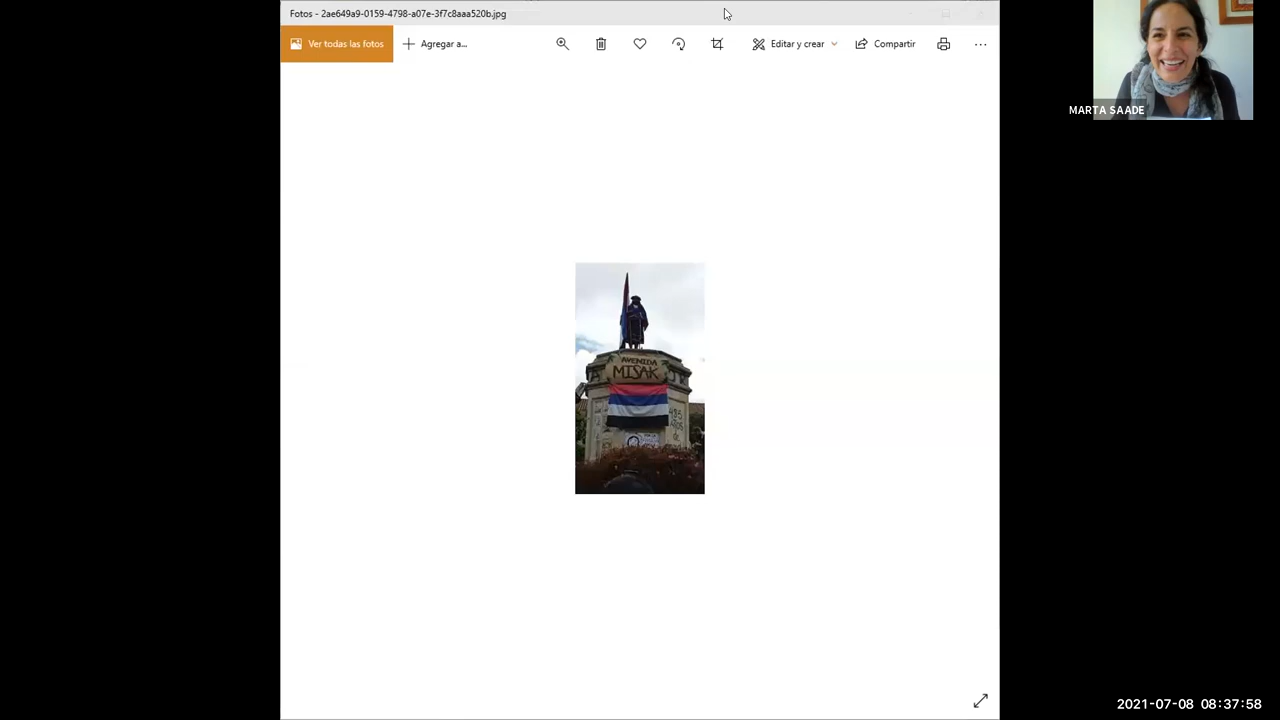 Fotos - 2ae649a9-0159-4798-a07e-3f7c8aaa520b.jpg
Ver todas las fotos
Agregar a...
Editar y crear
Compartir
MARTA SAADE
AVENIDA
MISAK
2021-07-08 08:37:58